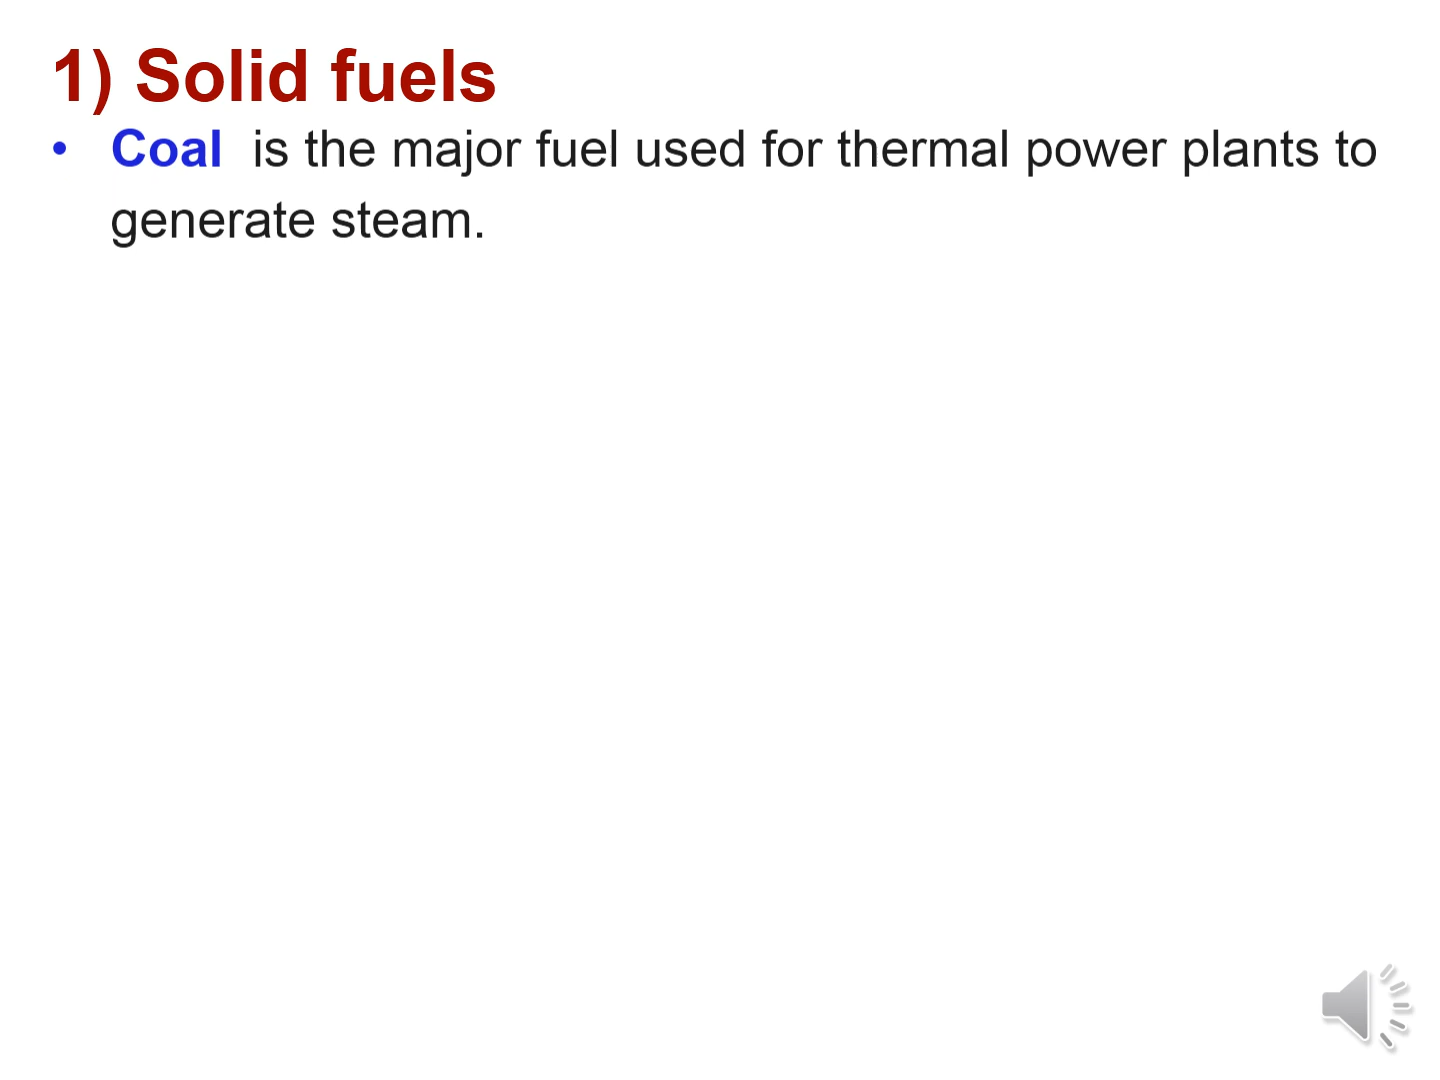 1) Solid fuels
• Coal  is the major fuel used for thermal power plants to
generate steam.